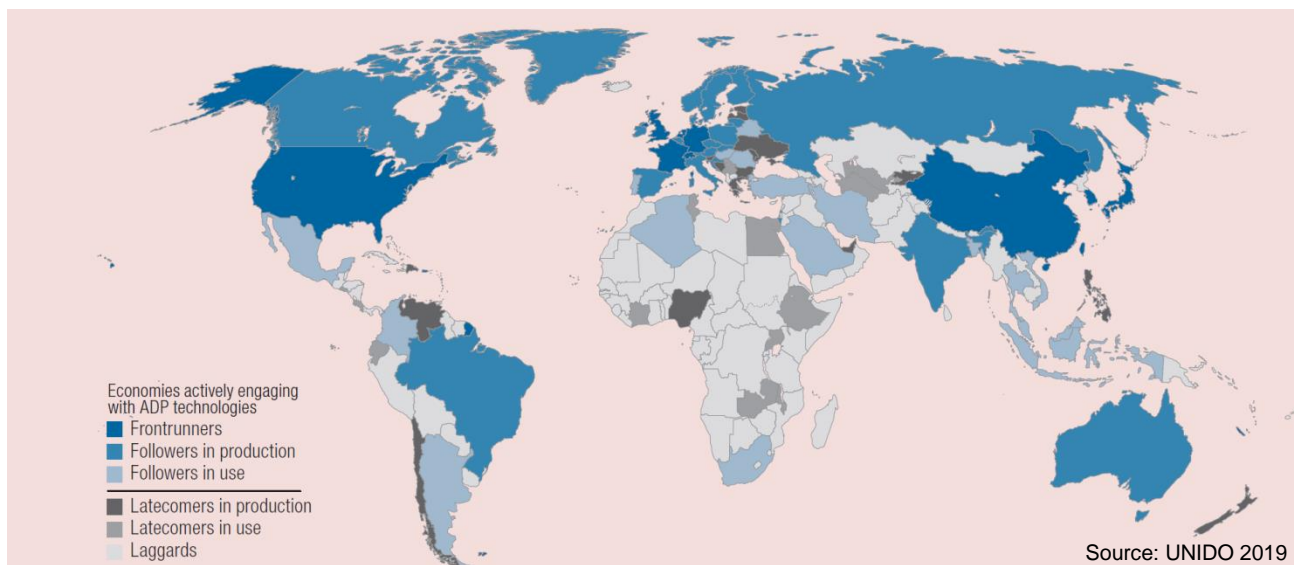 Economies actively engaging
with ADP technologies
Frontrunners
Followers in production
Followers in use
Latecomers in production
Latecomers in use
Laggards
Source: UNIDO 2019